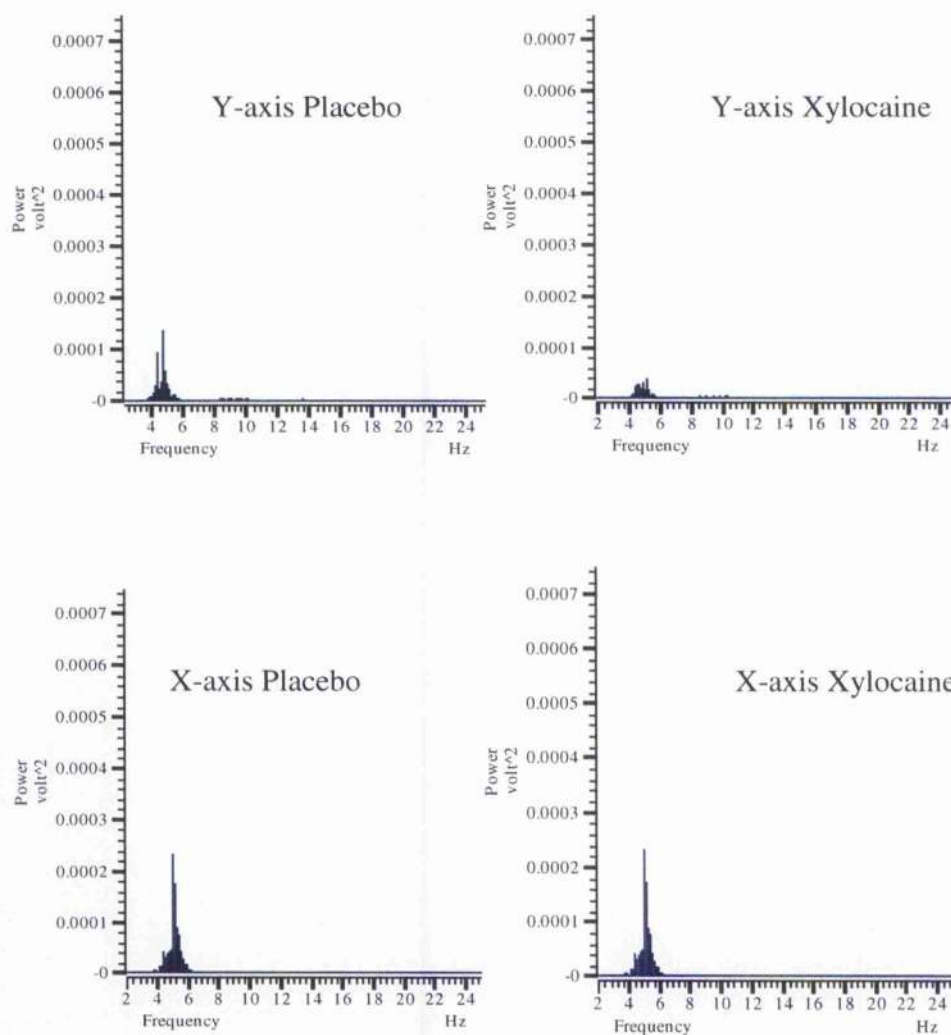 0.0007
0.0006
Y-axis Placebo
0.0005
Power
volt^2
0.0004
0.0003
0.0002
0.0001
-0
4 6 8 10 12 14 16 18 20 22 24
Frequency Hz
0.0007
0.0006
Y-axis Xylocaine
0.0005
Power
volt^2
0.0004
0.0003
0.0002
0.0001
-0
2 4 6 8 10 12 14 16 18 20 22 24
Frequency Hz
0.0007
0.0006
X-axis Placebo
0.0005
Power
volt^2
0.0004
0.0003
0.0002
0.0001
-0
2 4 6 8 10 12 14 16 18 20 22 24
Frequency Hz
0.0007
0.0006
X-axis Xylocaine
0.0005
Power
volt^2
0.0004
0.0003
0.0002
0.0001
-0
2 4 6 8 10 12 14 16 18 20 22 24
Frequency Hz